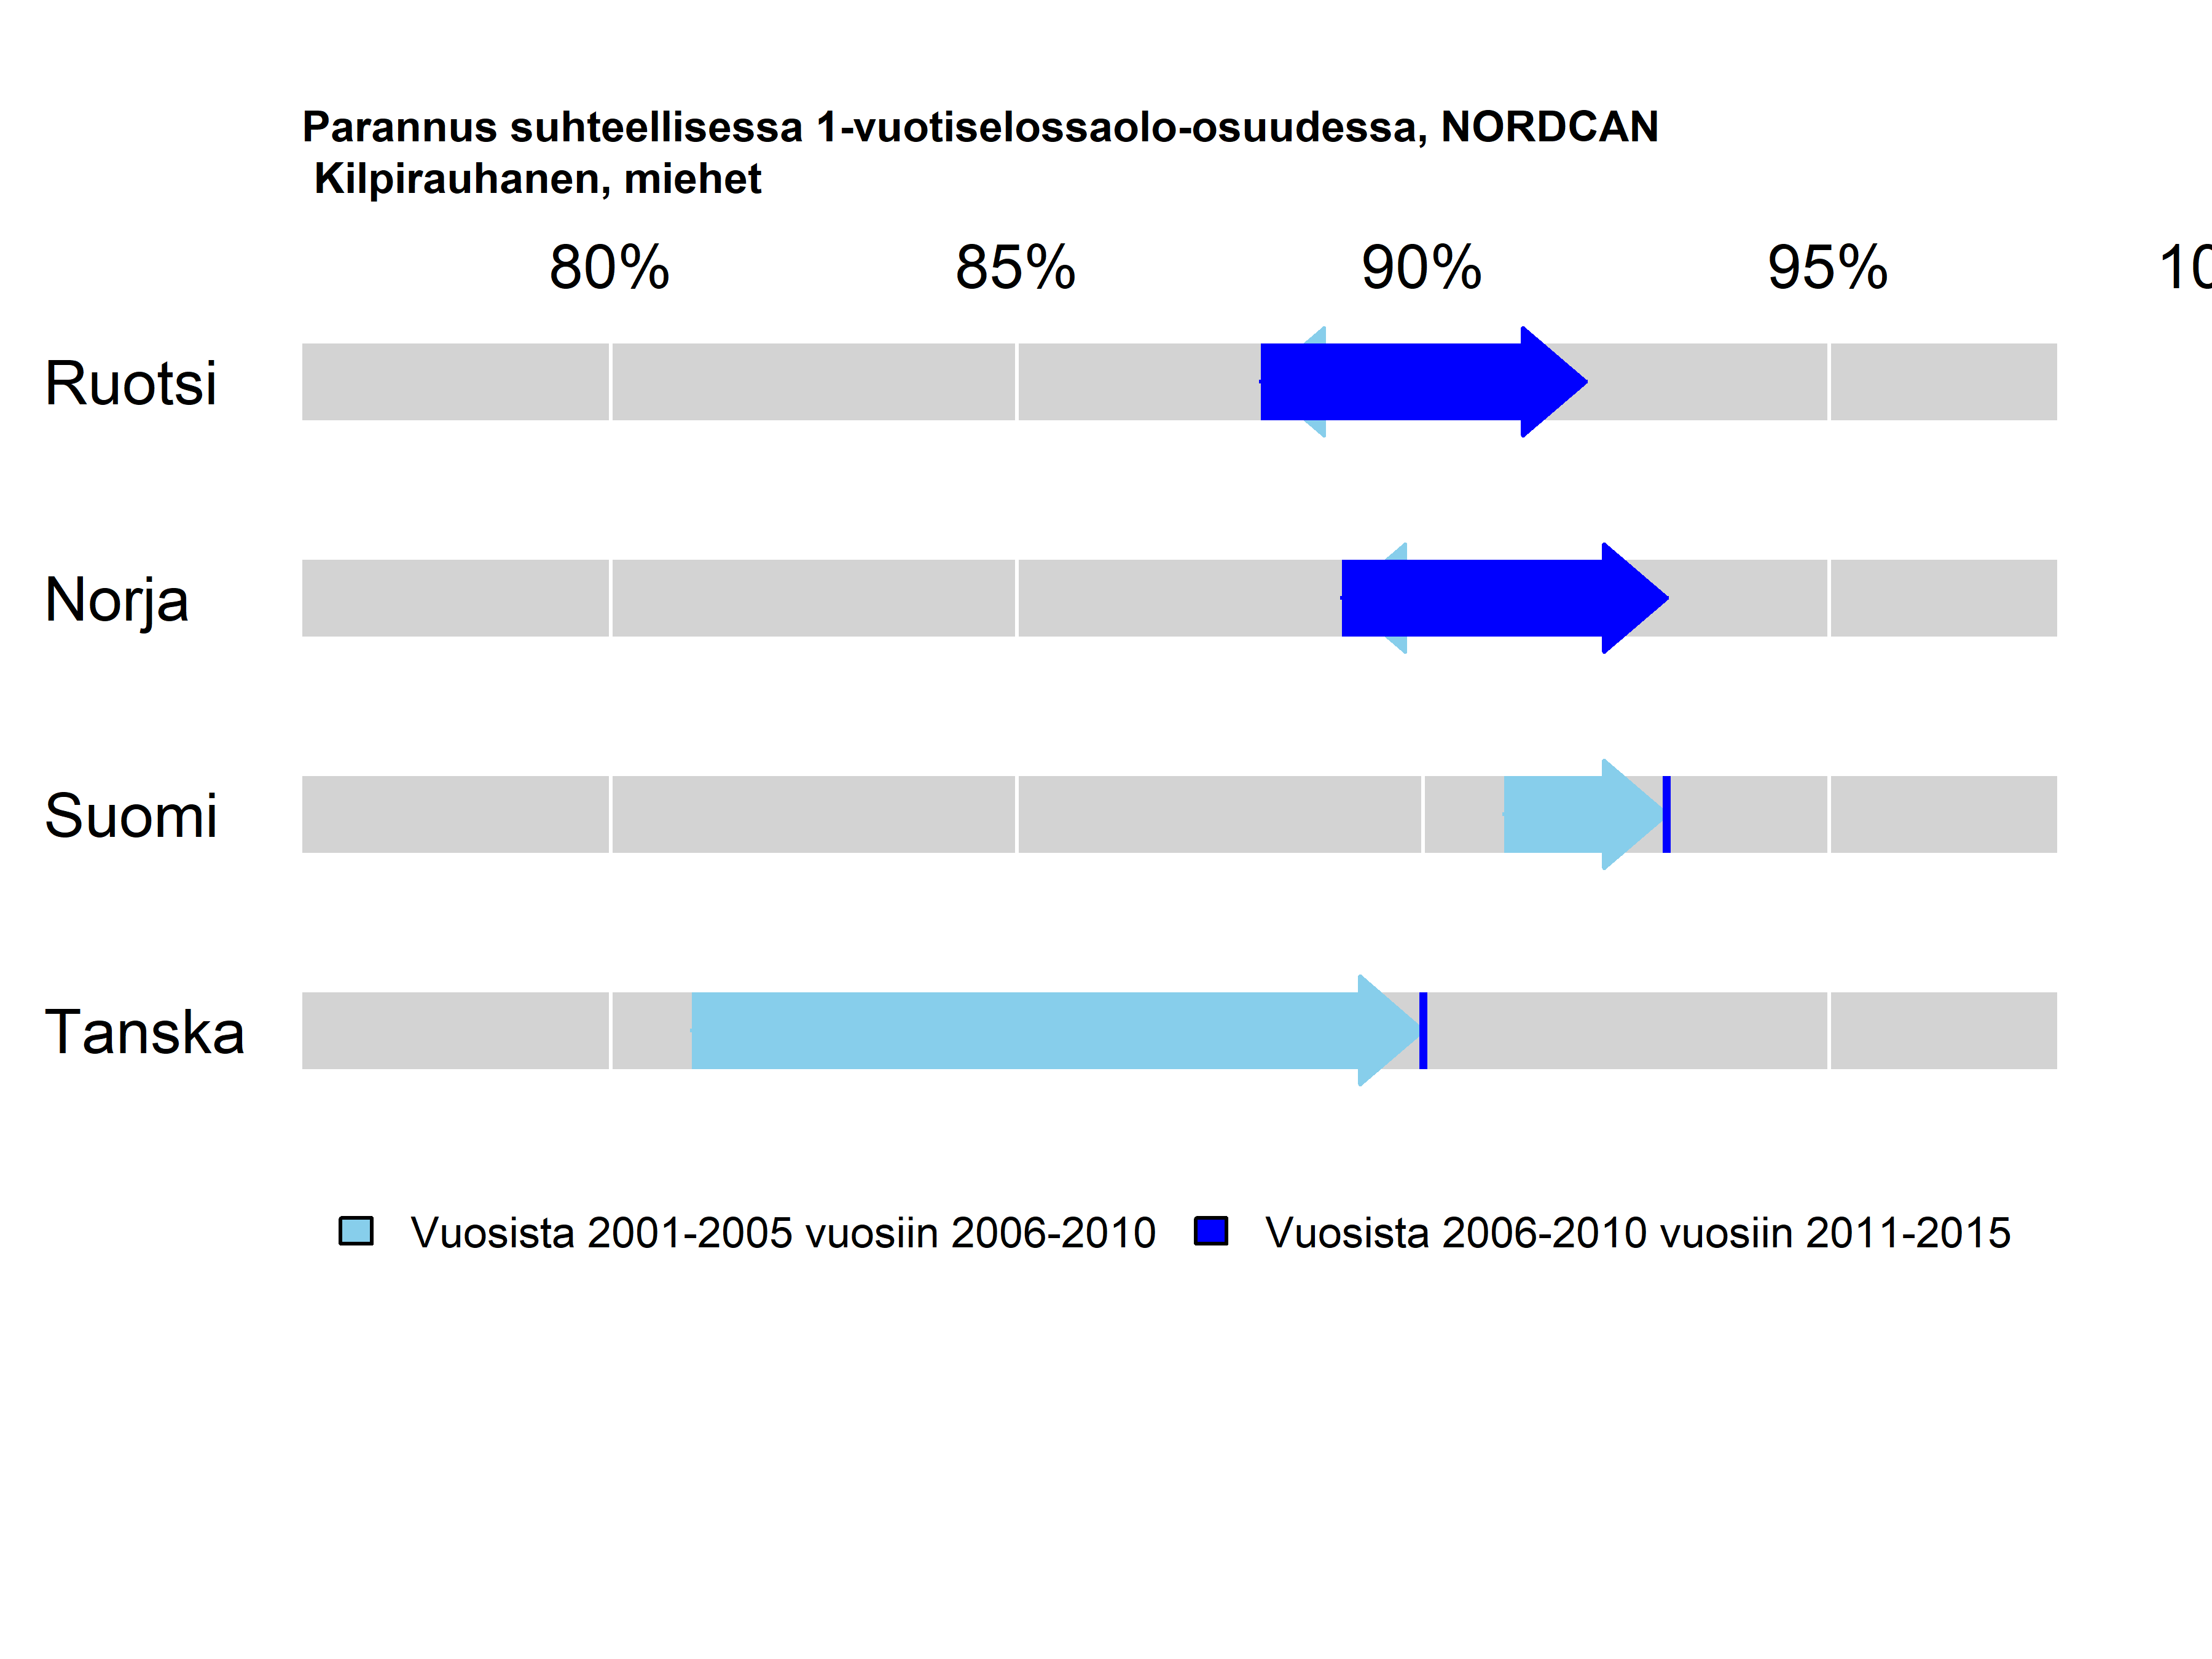 Parannus suhteellisessa 1-vuotiselossaolo-osuudessa, NORDCAN
Kilpirauhanen, miehet
80% 85% 90% 95% 10
Ruotsi
Norja
Suomi
Tanska
Vuosista 2001-2005 vuosiin 2006-2010 Vuosista 2006-2010 vuosiin 2011-2015